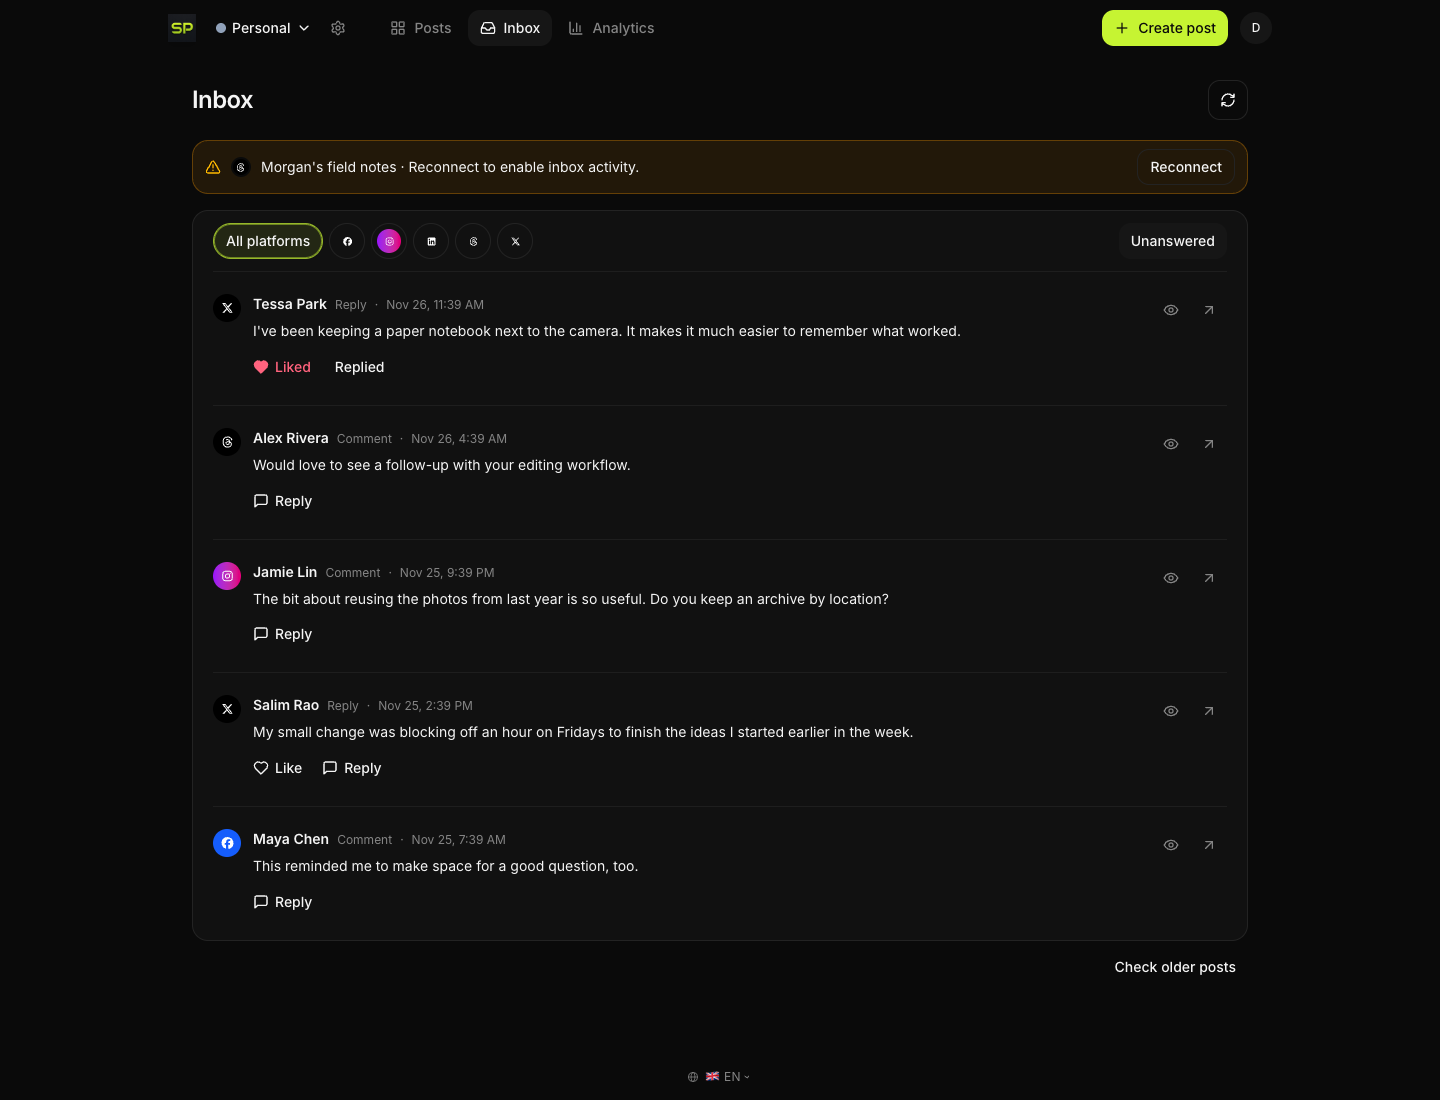 SP Personal Posts Inbox Analytics Create post D
Inbox
Morgan's field notes · Reconnect to enable inbox activity. Reconnect
All platforms Unanswered
Tessa Park Reply · Nov 26, 11:39 AM
I've been keeping a paper notebook next to the camera. It makes it much easier to remember what worked.
Liked Replied
Alex Rivera Comment · Nov 26, 4:39 AM
Would love to see a follow-up with your editing workflow.
Reply
Jamie Lin Comment · Nov 25, 9:39 PM
The bit about reusing the photos from last year is so useful. Do you keep an archive by location?
Reply
Salim Rao Reply · Nov 25, 2:39 PM
My small change was blocking off an hour on Fridays to finish the ideas I started earlier in the week.
Like Reply
Maya Chen Comment · Nov 25, 7:39 AM
This reminded me to make space for a good question, too.
Reply
Check older posts
EN